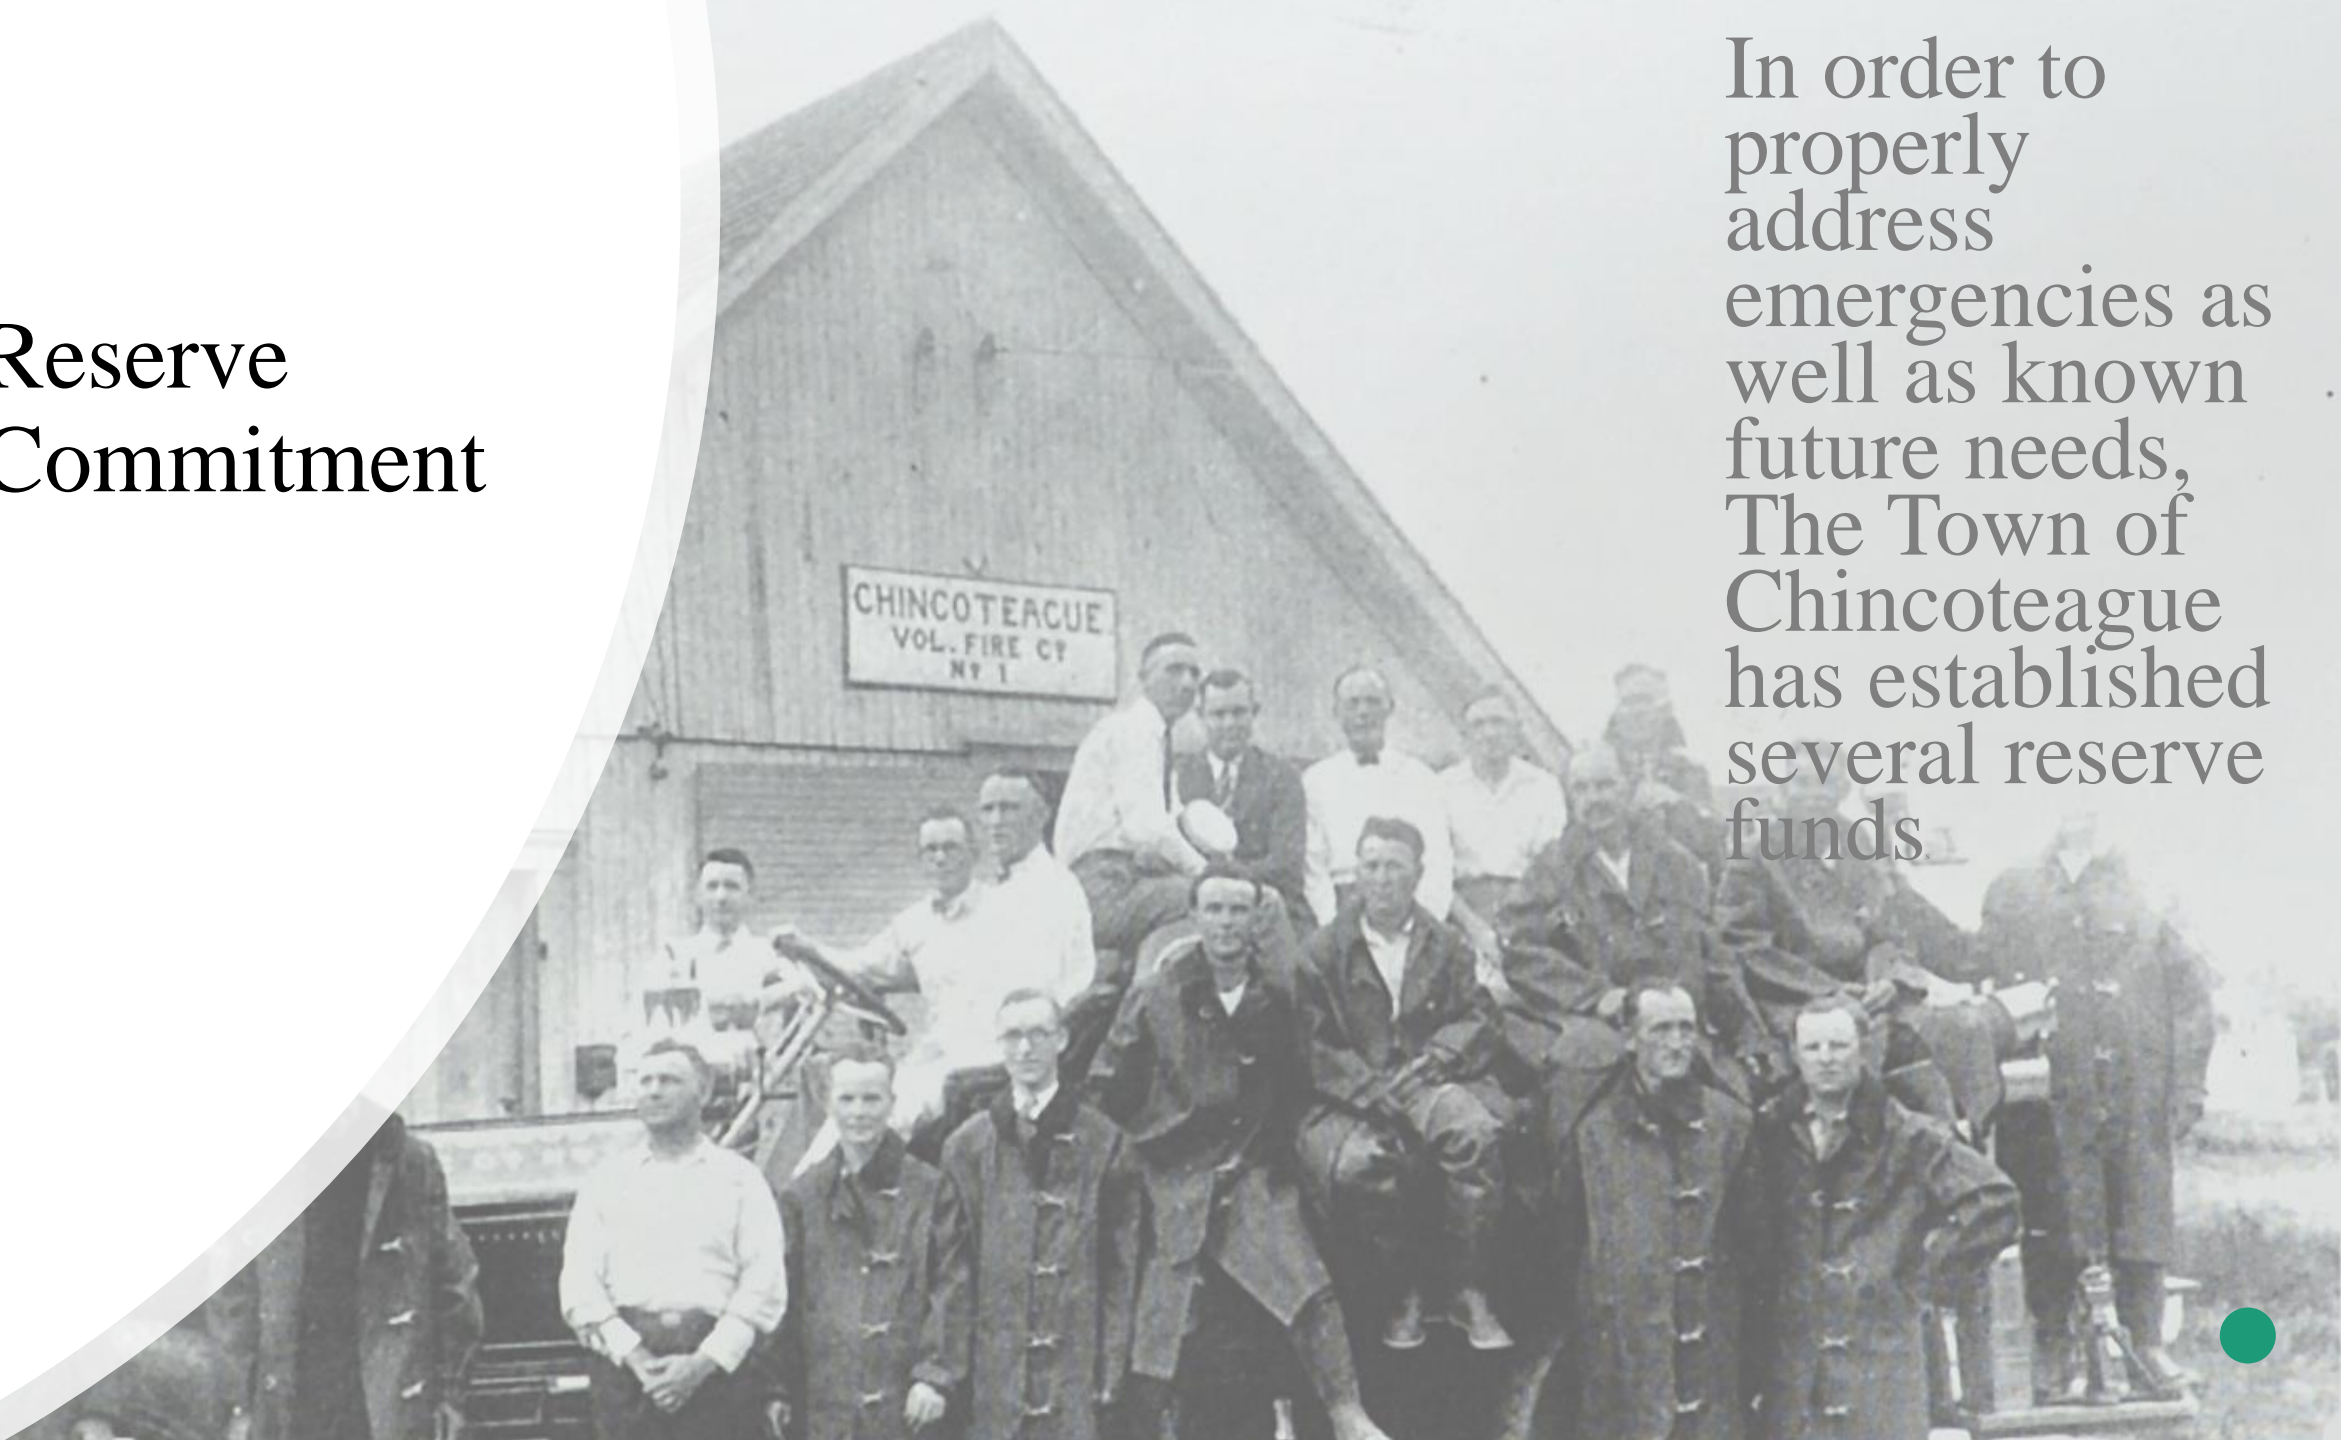 Reserve
Commitment
CHINCOTEAGUE
VOL. FIRE Cº
Nº 1
In order to
properly
address
emergencies as
well as known
future needs,
The Town of
Chincoteague
has established
several reserve
funds.